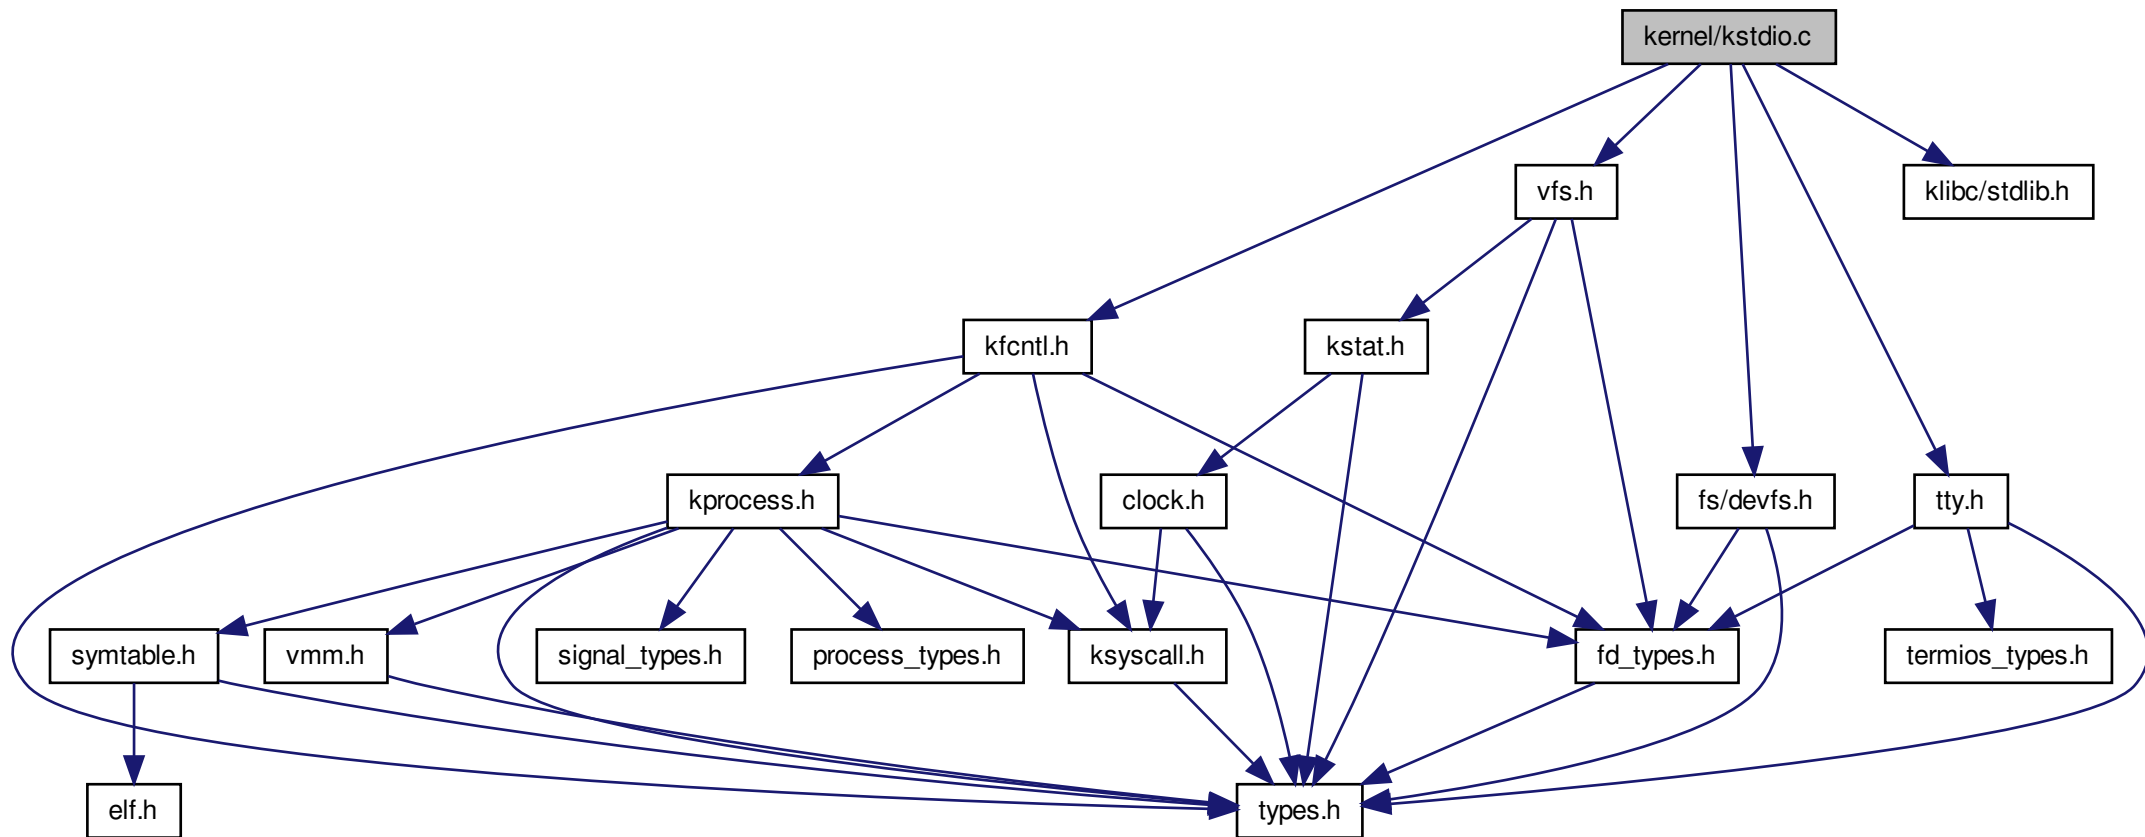 kernel/kstdio.c
vfs.h
klibc/stdlib.h
kfcntl.h
kstat.h
kprocess.h
clock.h
fs/devfs.h
tty.h
symtable.h
vmm.h
signal_types.h
process_types.h
ksyscall.h
fd_types.h
termios_types.h
elf.h
types.h